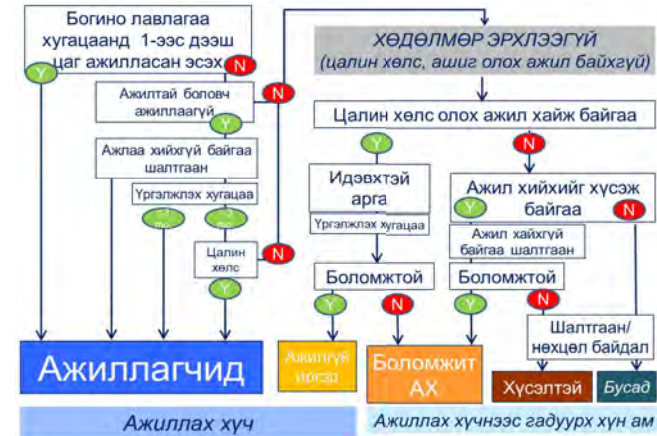 Богино лавлагаа
хугацаанд 1-ээс дээш
цаг ажилласан эсэх
Y
N
ХӨДӨЛМӨР ЭРХЛЭЭГҮЙ
(цалин хөлс, ашиг олох ажил байхгүй)
Ажилтай боловч
ажиллаагүй
N
Y
Цалин хөлс олох ажил хайж байгаа
Y
N
Ажлаа хийхгүй байгаа
шалтгаан
Үргэлжлэх хугацаа
Идэвхтэй
арга
Үргэлжлэх хугацаа
Ажил хийхийг хүсэж
байгаа
Y
N
Ажил хайхгүй
байгаа шалтгаан
Цалин
хөлс
N
Y
Боломжтой
Y
N
Боломжтой
Y
N
Шалтгаан/
нөхцөл байдал
Ажиллагчид
Ажилгүй
иргэд
Боломжит
АХ
Хүсэлтэй
Бусад
Ажиллах хүч
Ажиллах хүчнээс гадуурх хүн ам